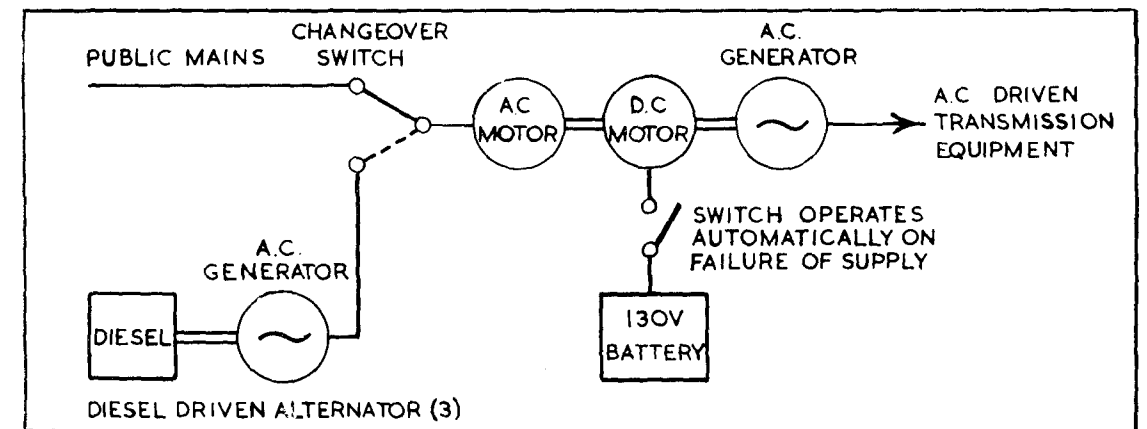 PUBLIC MAINS
CHANGEOVER
SWITCH
A.C
MOTOR
D.C
MOTOR
A.C.
GENERATOR
A.C DRIVEN
TRANSMISSION
EQUIPMENT
SWITCH OPERATES
AUTOMATICALLY ON
FAILURE OF SUPPLY
130V
BATTERY
A.C.
GENERATOR
DIESEL
DIESEL DRIVEN ALTERNATOR (3)